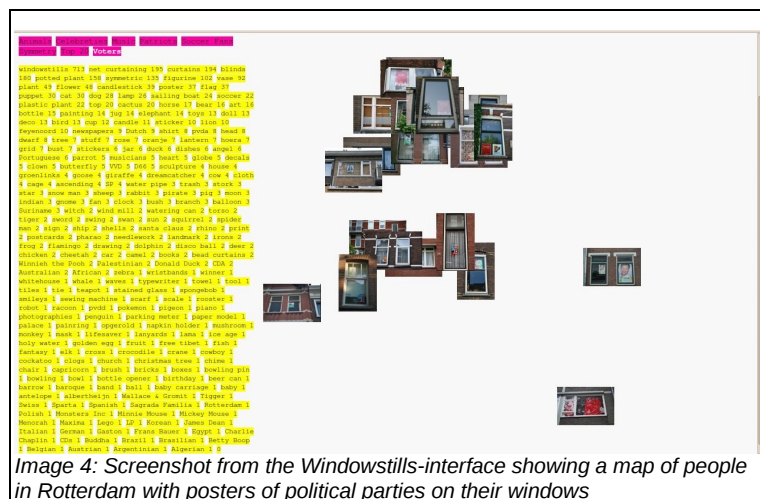 Animals Celebration Music Patriots Soccer Fans
Symmetry Top 20 Voters
windowstills 713 net curtaining 195 curtains 194 blinds
180 potted plant 158 symmetric 135 figurine 102 vase 92
plant 49 flower 48 candlestick 39 poster 37 flag 37
puppet 30 cat 30 dog 28 lamp 26 sailing boat 24 soccer 22
plastic plant 22 top 20 cactus 20 horse 17 bear 16 art 16
bottle 15 painting 14 jug 14 elephant 14 toys 13 doll 13
deco 13 bird 13 cup 12 candle 11 sticker 10 lion 10
feyenoord 10 newspapers 9 Dutch 9 shirt 8 pvda 8 head 8
dwarf 8 tree 7 stuff 7 rose 7 oranje 7 lantern 7 hoera 7
grid 7 bust 7 stickers 6 jar 6 duck 6 dishes 6 angel 6
Portuguese 6 parrot 5 musicians 5 heart 5 globe 5 decals
5 clown 5 butterfly 5 VVD 5 D66 5 sculpture 4 house 4
groenlinks 4 goose 4 giraffe 4 dreamcatcher 4 cow 4 cloth
4 cage 4 ascending 4 SP 4 water pipe 3 trash 3 stork 3
star 3 snow man 3 sheep 3 rabbit 3 pirate 3 pig 3 moon 3
indian 3 gnome 3 fan 3 clock 3 bush 3 branch 3 balloon 3
Suriname 3 witch 2 wind mill 2 watering can 2 torso 2
tiger 2 sword 2 swing 2 swan 2 sun 2 squirrel 2 spider
man 2 sign 2 ship 2 shells 2 santa claus 2 rhino 2 print
2 postcards 2 pharao 2 needlework 2 landmark 2 irons 2
frog 2 flamingo 2 drawing 2 dolphin 2 disco ball 2 deer 2
chicken 2 cheetah 2 car 2 camel 2 books 2 bead curtains 2
Winnieh the Pooh 2 Palestinian 2 Donald Duck 2 CDA 2
Australian 2 African 2 zebra 1 wristbands 1 winner 1
whitehouse 1 whale 1 waves 1 typewriter 1 towel 1 tool 1
tiles 1 tie 1 teapot 1 stained glass 1 spongebob 1
smileys 1 sewing machine 1 scarf 1 scale 1 rooster 1
robot 1 racoon 1 pvdd 1 pokemon 1 pigeon 1 piano 1
photographies 1 penguin 1 parking meter 1 paper model 1
palace 1 painring 1 opgerold 1 napkin holder 1 mushroom 1
monkey 1 mask 1 lifesaver 1 lanyards 1 lama 1 ice age 1
holy water 1 golden egg 1 fruit 1 free tibet 1 fish 1
fantasy 1 elk 1 cross 1 crocodile 1 crane 1 cowboy 1
cockatoo 1 clogs 1 church 1 christmas tree 1 chime 1
chair 1 capricorn 1 brush 1 bricks 1 boxes 1 bowling pin
1 bowling 1 bowl 1 bottle opener 1 birthday 1 beer can 1
barrow 1 baroque 1 band 1 ball 1 baby carriage 1 baby 1
antelope 1 albertheijn 1 Wallace & Gromit 1 Tigger 1
Swiss 1 Sparta 1 Spanish 1 Sagrada Familia 1 Rotterdam 1
Polish 1 Monsters Inc 1 Minnie Mouse 1 Mickey Mouse 1
Menorah 1 Maxima 1 Lego 1 LP 1 Korean 1 James Dean 1
Italian 1 German 1 Gaston 1 Frans Bauer 1 Egypt 1 Charlie
Chaplin 1 CDs 1 Buddha 1 Brazil 1 Brasilian 1 Betty Boop
1 Belgian 1 Austrian 1 Argentinian 1 Algerian 1 0
Image 4: Screenshot from the Windowstills-interface showing a map of people
in Rotterdam with posters of political parties on their windows